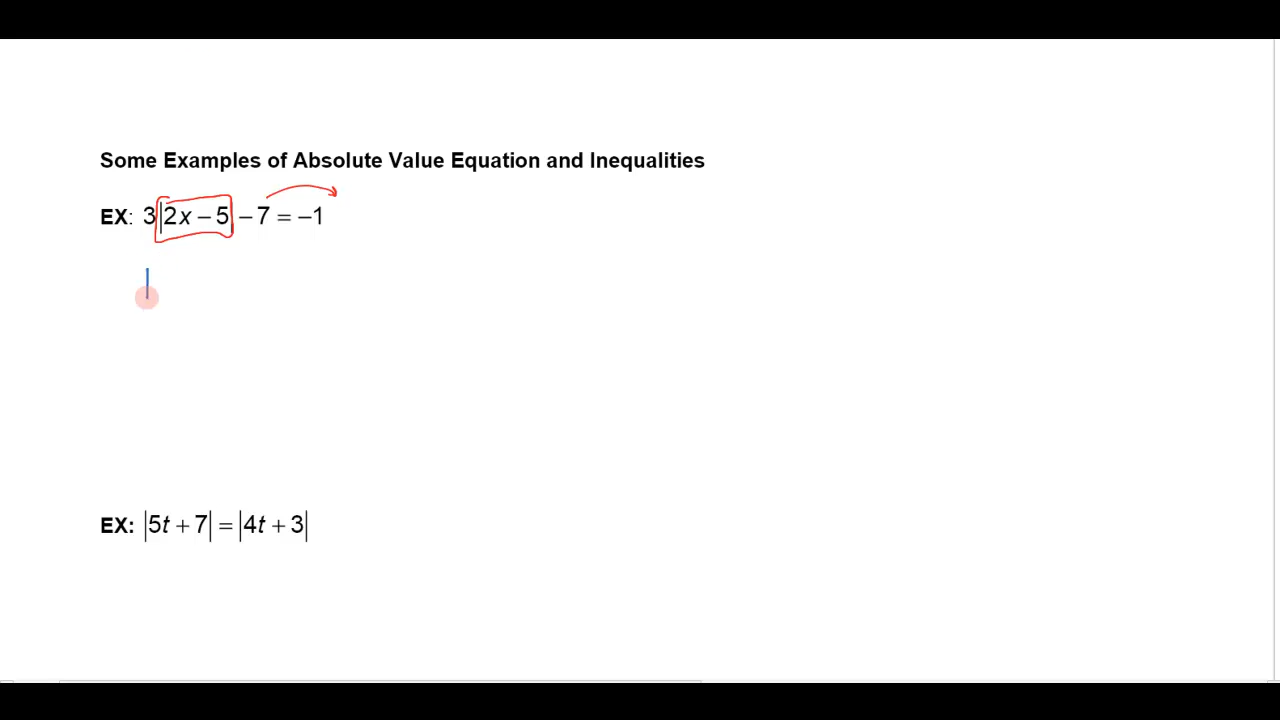 Some Examples of Absolute Value Equation and Inequalities
EX: 3|2x – 5| – 7 = –1
EX: |5t + 7| = |4t + 3|